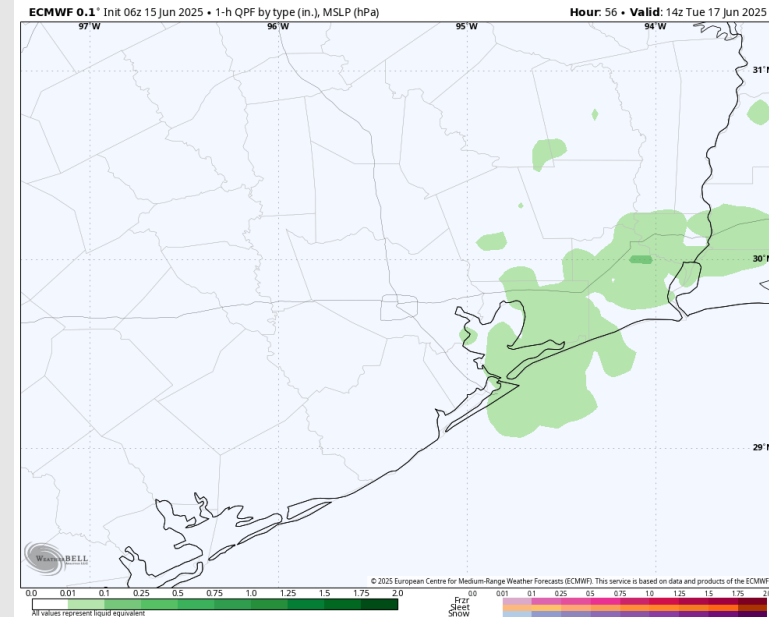 ECMWF 0.1° Init 06z 15 Jun 2025 • 1-h QPF by type (in.), MSLP (hPa)
Hour: 56 • Valid: 14z Tue 17 Jun 2025
97°W 96°W 95°W 94°W
31°N
30°N
29°N
WEATHERBELL
© 2025 European Centre for Medium-Range Weather Forecasts (ECMWF). This service is based on data and products of the ECMWF
0.0 0.01 0.1 0.25 0.5 0.75 1.0 1.25 1.5 1.75 2.0
0.0 0.01 0.1 0.25 0.5 0.75 1.0 1.25 1.5 1.75 2.0
All values represent liquid equivalent
Frzr
Sleet
Snow